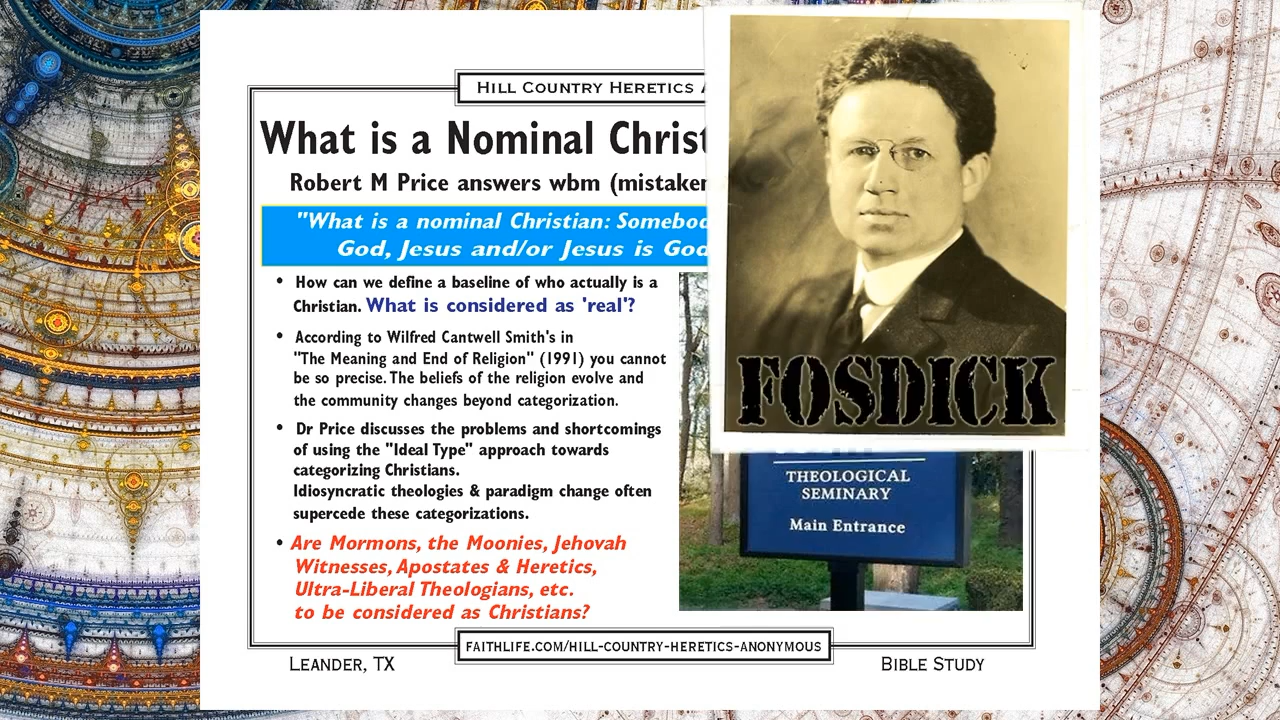 HILL COUNTRY HERETICS
What is a Nominal Christ
Robert M Price answers wbm (mistaken
"What is a nominal Christian: Somebod
God, Jesus and/or Jesus is God
• How can we define a baseline of who actually is a
Christian. What is considered as 'real'?
• According to Wilfred Cantwell Smith's in
"The Meaning and End of Religion" (1991) you cannot
be so precise. The beliefs of the religion evolve and
the community changes beyond categorization.
• Dr Price discusses the problems and shortcomings
of using the "Ideal Type" approach towards
categorizing Christians.
Idiosyncratic theologies & paradigm change often
supercede these categorizations.
• Are Mormons, the Moonies, Jehovah
Witnesses, Apostates & Heretics,
Ultra-Liberal Theologians, etc.
to be considered as Christians?
FOSDICK
THEOLOGICAL
SEMINARY
Main Entrance
FAITHLIFE.COM/HILL-COUNTRY-HERETICS-ANONYMOUS
LEANDER, TX
BIBLE STUDY